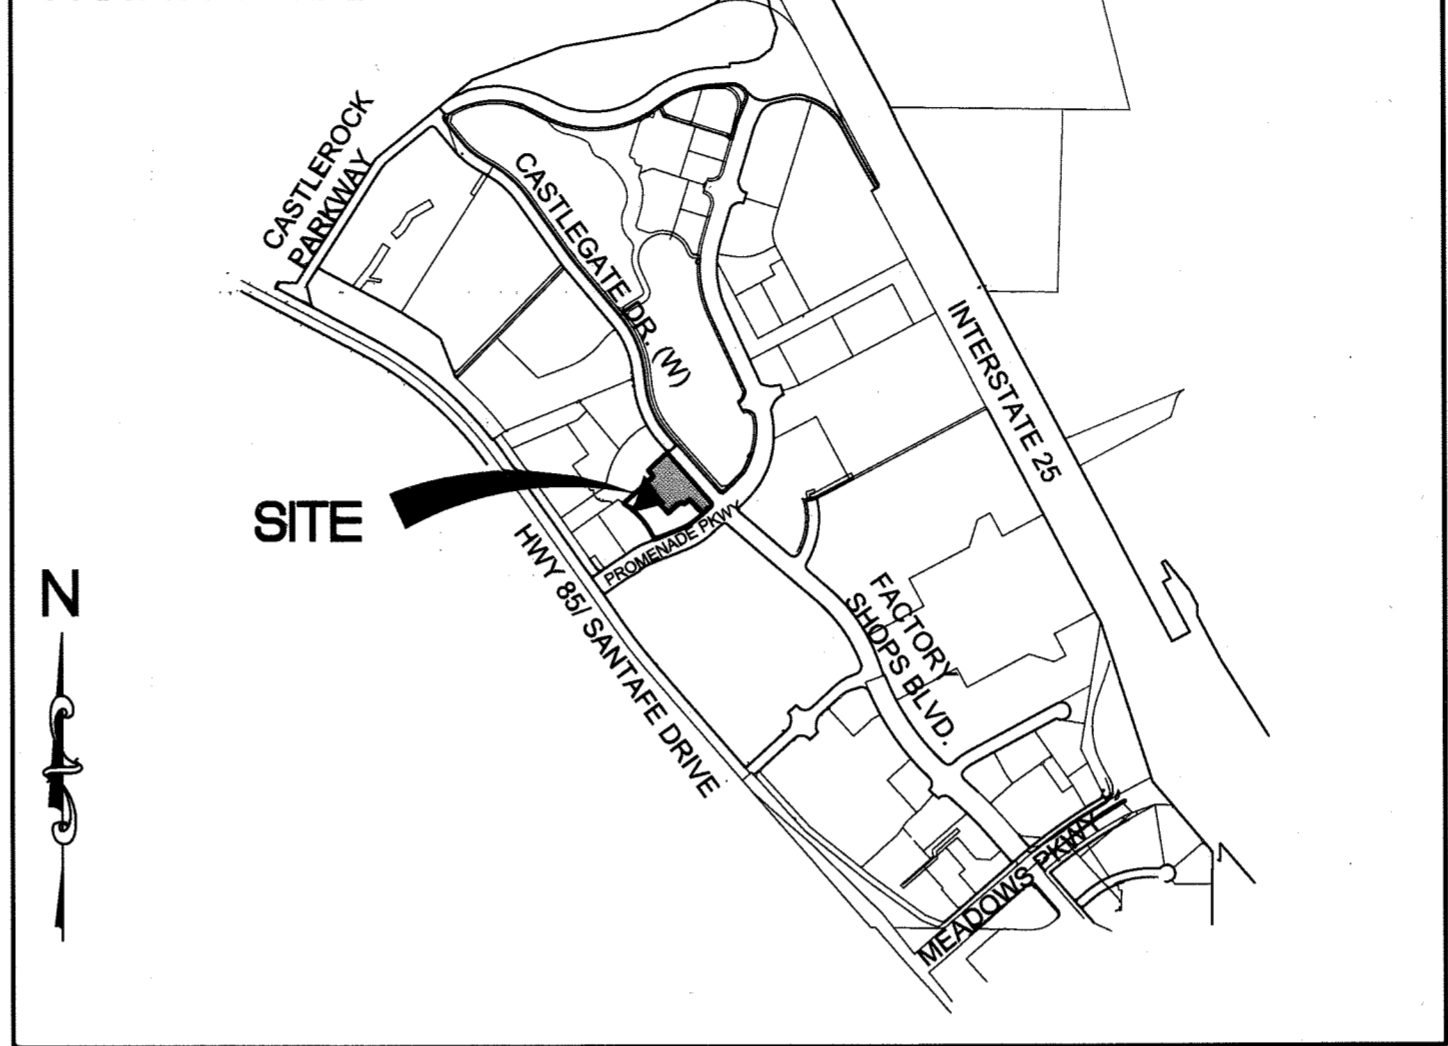 CASTLEROCK
PARKWAY
CASTLEGATE DR. (W)
INTERSTATE 25
SITE
PROMENADE PKWY
HWY 85/ SANTAFE DRIVE
N
FACTORY
SHOPS BLVD.
MEADOWS PKWY